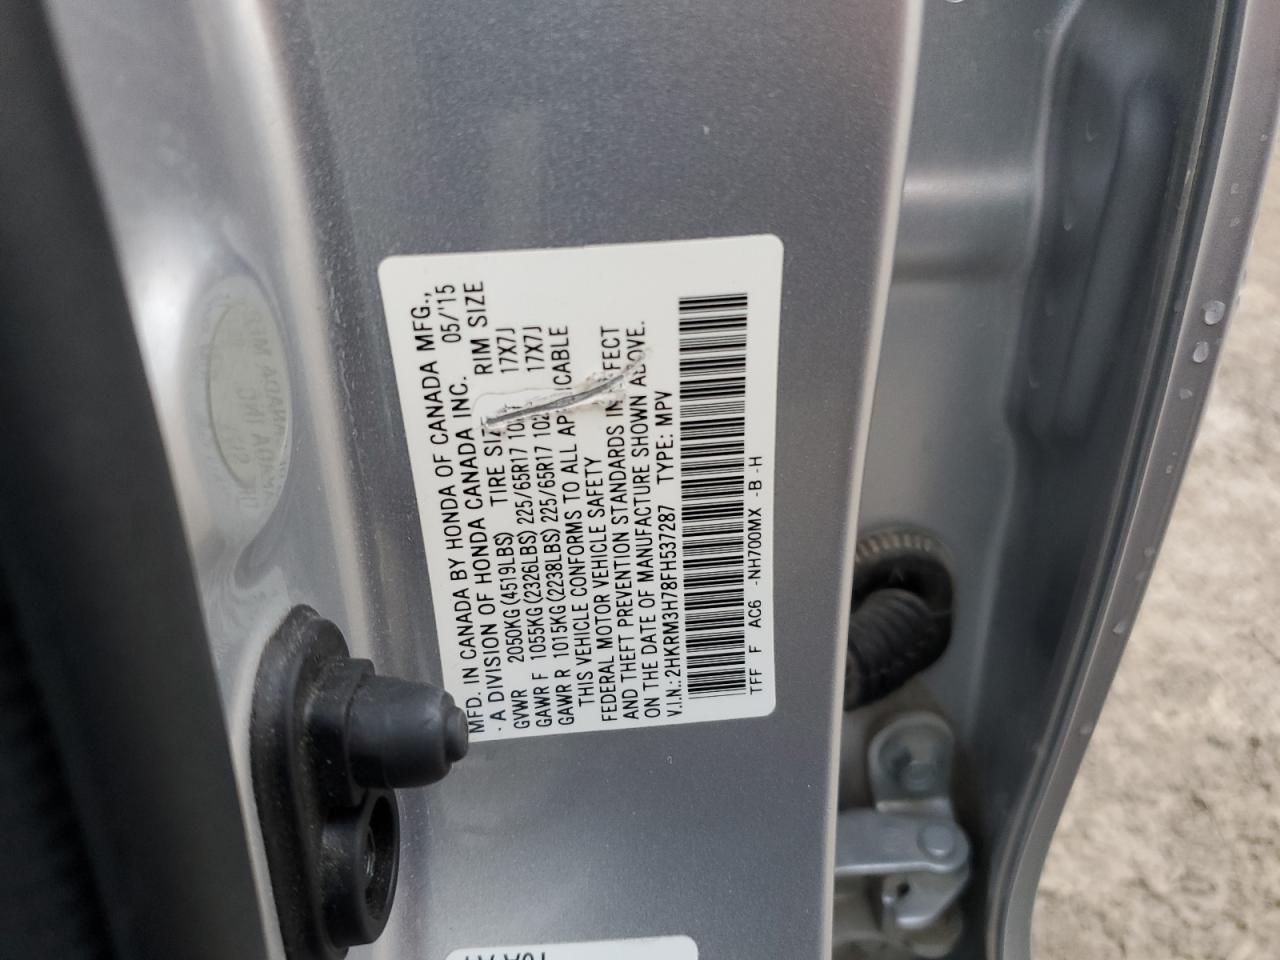 MFD. IN CANADA BY HONDA OF CANADA MFG.,
· A DIVISION OF HONDA CANADA INC. 05/'15
TIRE SIZE RIM SIZE
GVWR 2050KG (4519LBS)
GAWR F 1055KG (2326LBS) 225/65R17 17X7J
GAWR R 1015KG (2238LBS) 225/65R17 17X7J
THIS VEHICLE CONFORMS TO ALL APPLICABLE
FEDERAL MOTOR VEHICLE SAFETY
AND THEFT PREVENTION STANDARDS IN EFFECT
ON THE DATE OF MANUFACTURE SHOWN ABOVE.
V.I.N.: 2HKRM3H78FH537287 TYPE: MPV
TFF F AC6 -NH700MX -B -H